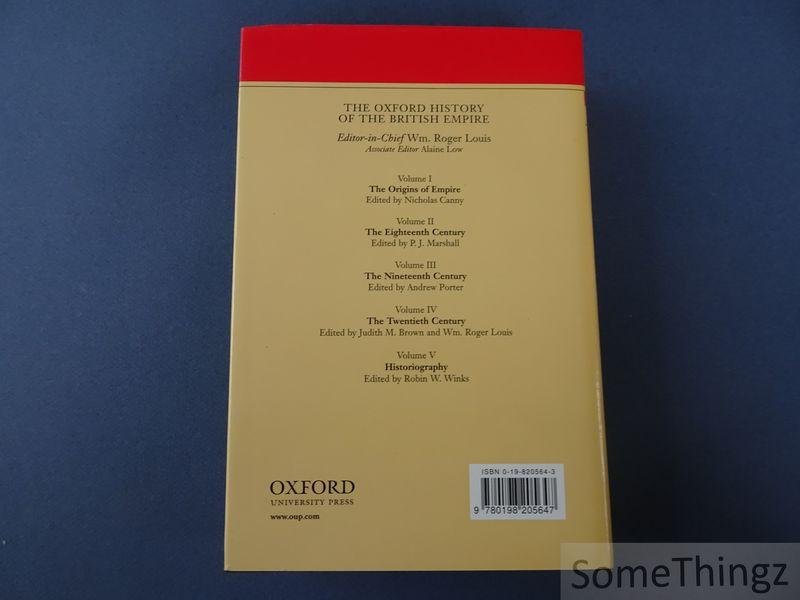 THE OXFORD HISTORY
OF THE BRITISH EMPIRE
Editor-in-Chief Wm. Roger Louis
Associate Editor Alaine Low
Volume I
The Origins of Empire
Edited by Nicholas Canny
Volume II
The Eighteenth Century
Edited by P. J. Marshall
Volume III
The Nineteenth Century
Edited by Andrew Porter
Volume IV
The Twentieth Century
Edited by Judith M. Brown and Wm. Roger Louis
Volume V
Historiography
Edited by Robin W. Winks
OXFORD
UNIVERSITY PRESS
www.oup.com
ISBN 0-19-820564-3
9 780198 205647
SomeThingz